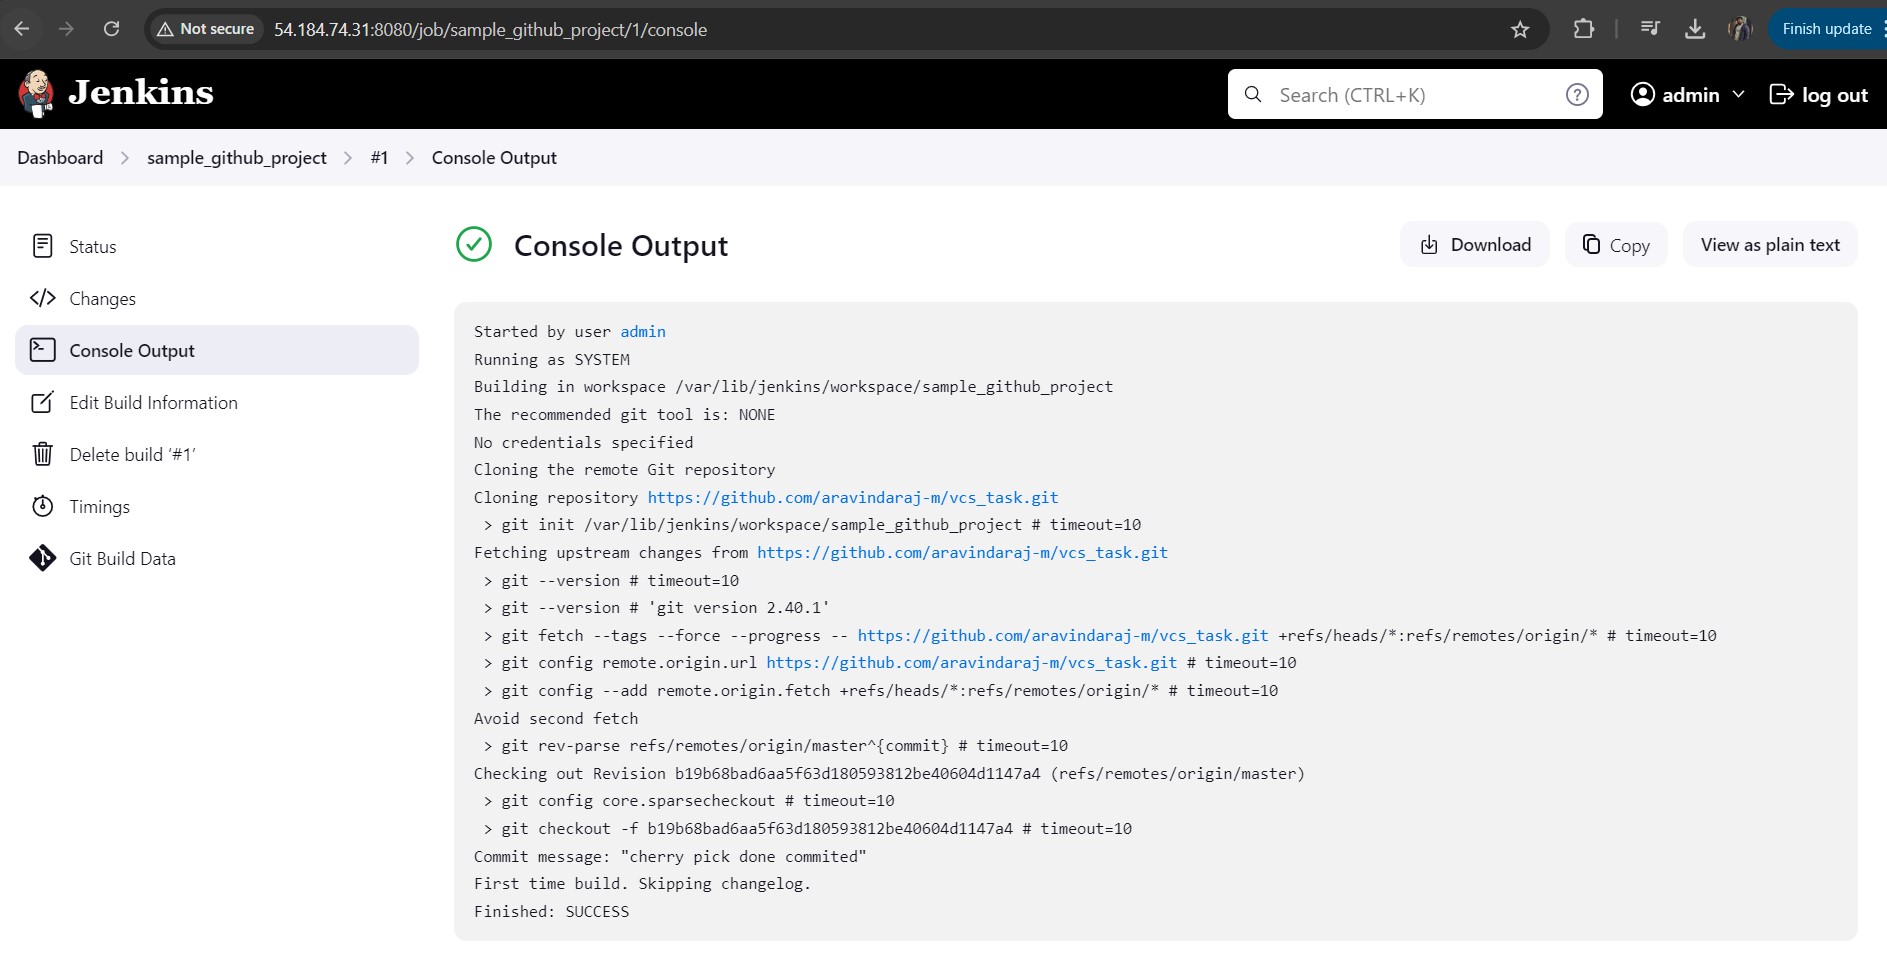 Not secure 54.184.74.31:8080/job/sample_github_project/1/console Finish update
Jenkins Search (CTRL+K) ? admin log out
Dashboard > sample_github_project > #1 > Console Output
Status
Changes
Console Output
Edit Build Information
Delete build ‘#1’
Timings
Git Build Data
Console Output Download Copy View as plain text
Started by user admin
Running as SYSTEM
Building in workspace /var/lib/jenkins/workspace/sample_github_project
The recommended git tool is: NONE
No credentials specified
Cloning the remote Git repository
Cloning repository https://github.com/aravindaraj-m/vcs_task.git
 > git init /var/lib/jenkins/workspace/sample_github_project # timeout=10
Fetching upstream changes from https://github.com/aravindaraj-m/vcs_task.git
 > git --version # timeout=10
 > git --version # 'git version 2.40.1'
 > git fetch --tags --force --progress -- https://github.com/aravindaraj-m/vcs_task.git +refs/heads/*:refs/remotes/origin/* # timeout=10
 > git config remote.origin.url https://github.com/aravindaraj-m/vcs_task.git # timeout=10
 > git config --add remote.origin.fetch +refs/heads/*:refs/remotes/origin/* # timeout=10
Avoid second fetch
 > git rev-parse refs/remotes/origin/master^{commit} # timeout=10
Checking out Revision b19b68bad6aa5f63d180593812be40604d1147a4 (refs/remotes/origin/master)
 > git config core.sparsecheckout # timeout=10
 > git checkout -f b19b68bad6aa5f63d180593812be40604d1147a4 # timeout=10
Commit message: "cherry pick done commited"
First time build. Skipping changelog.
Finished: SUCCESS